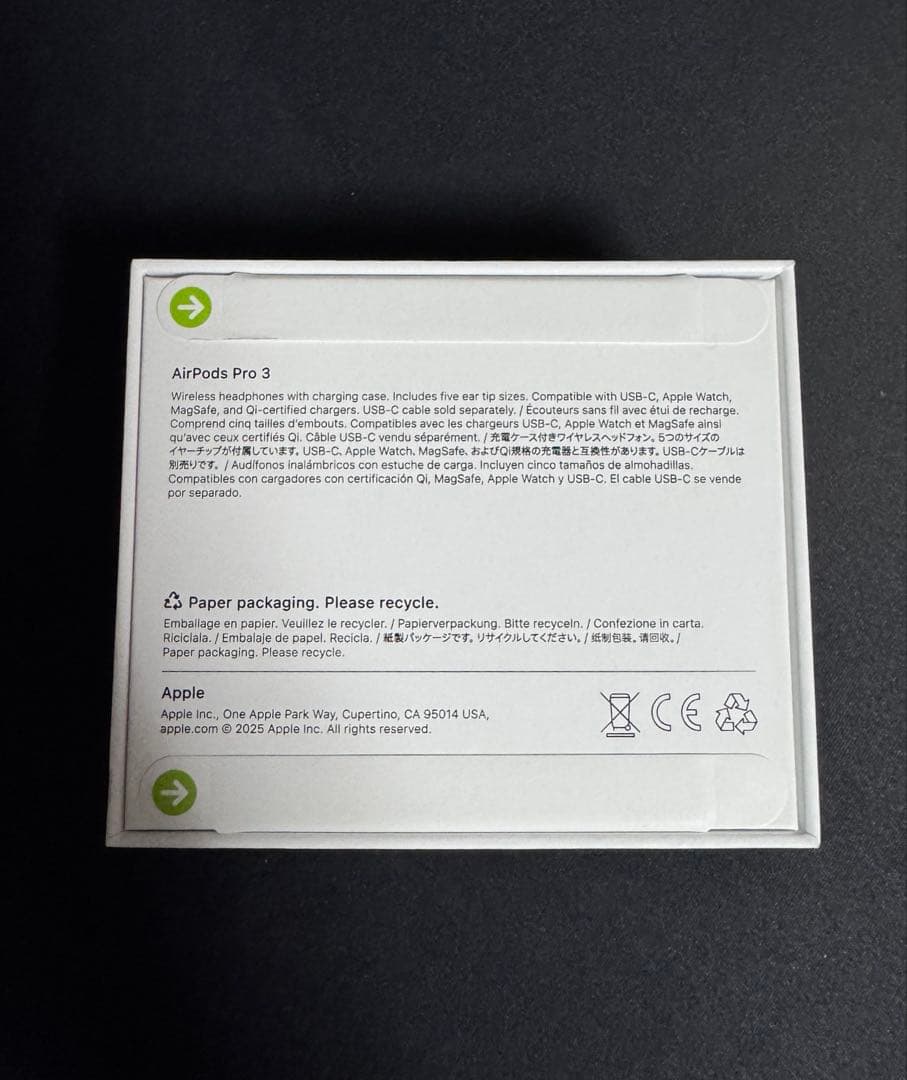 AirPods Pro 3
Wireless headphones with charging case. Includes five ear tip sizes. Compatible with USB-C, Apple Watch,
MagSafe, and Qi-certified chargers. USB-C cable sold separately. / Écouteurs sans fil avec étui de recharge.
Comprend cinq tailles d'embouts. Compatibles avec les chargeurs USB-C, Apple Watch et MagSafe ainsi
qu'avec ceux certifiés Qi. Câble USB-C vendu séparément. / 充電ケース付きワイヤレスヘッドフォン。5つのサイズの
イヤーチップが付属しています。USB-C、Apple Watch、MagSafe、およびQi規格の充電器と互換性があります。USB-Cケーブルは
別売りです。 / Audífonos inalámbricos con estuche de carga. Incluyen cinco tamaños de almohadillas.
Compatibles con cargadores con certificación Qi, MagSafe, Apple Watch y USB-C. El cable USB-C se vende
por separado.
Paper packaging. Please recycle.
Emballage en papier. Veuillez le recycler. / Papierverpackung. Bitte recyceln. / Confezione in carta.
Riciclala. / Embalaje de papel. Recicla. / 紙製パッケージです。リサイクルしてください。/ 纸制包装。请回收。/
Paper packaging. Please recycle.
Apple
Apple Inc., One Apple Park Way, Cupertino, CA 95014 USA,
apple.com © 2025 Apple Inc. All rights reserved.
CE